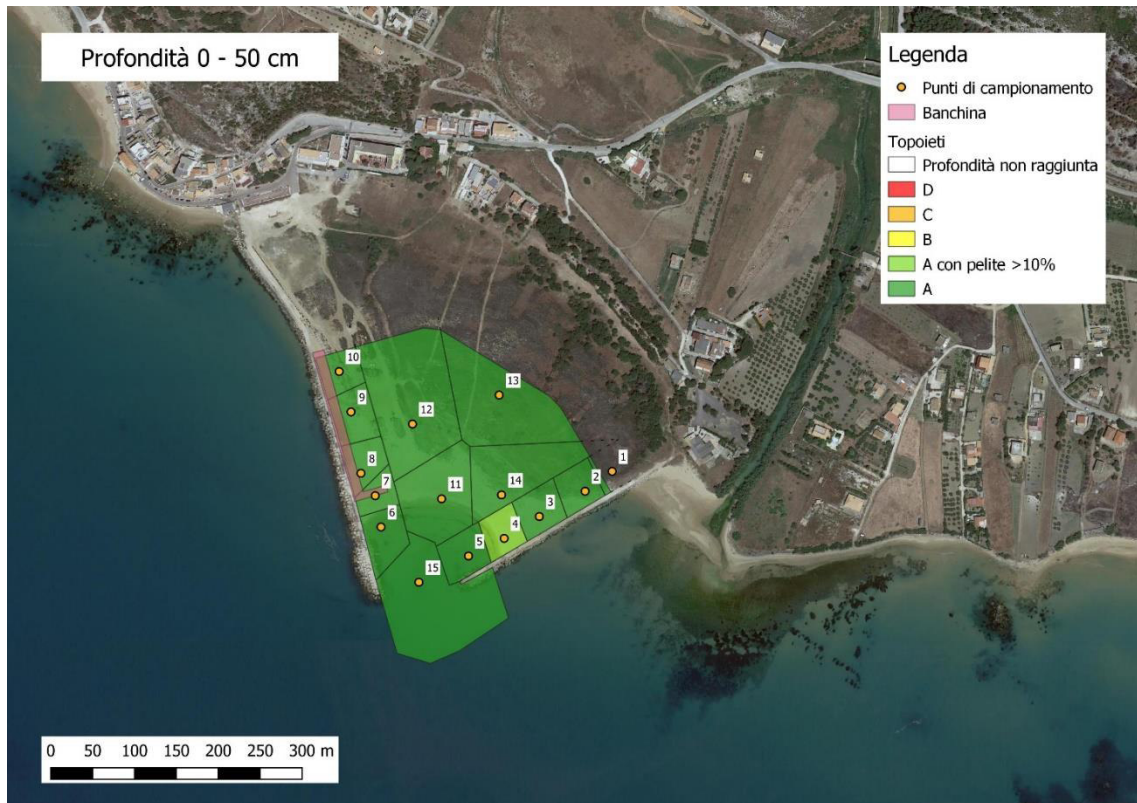 Profondità 0 - 50 cm
Legenda
Punti di campionamento
Banchina
Topoieti
Profondità non raggiunta
D
C
B
A con pelite >10%
A
10
13
9
12
1
8
2
7
11
14
3
6
4
5
15
0 50 100 150 200 250 300 m